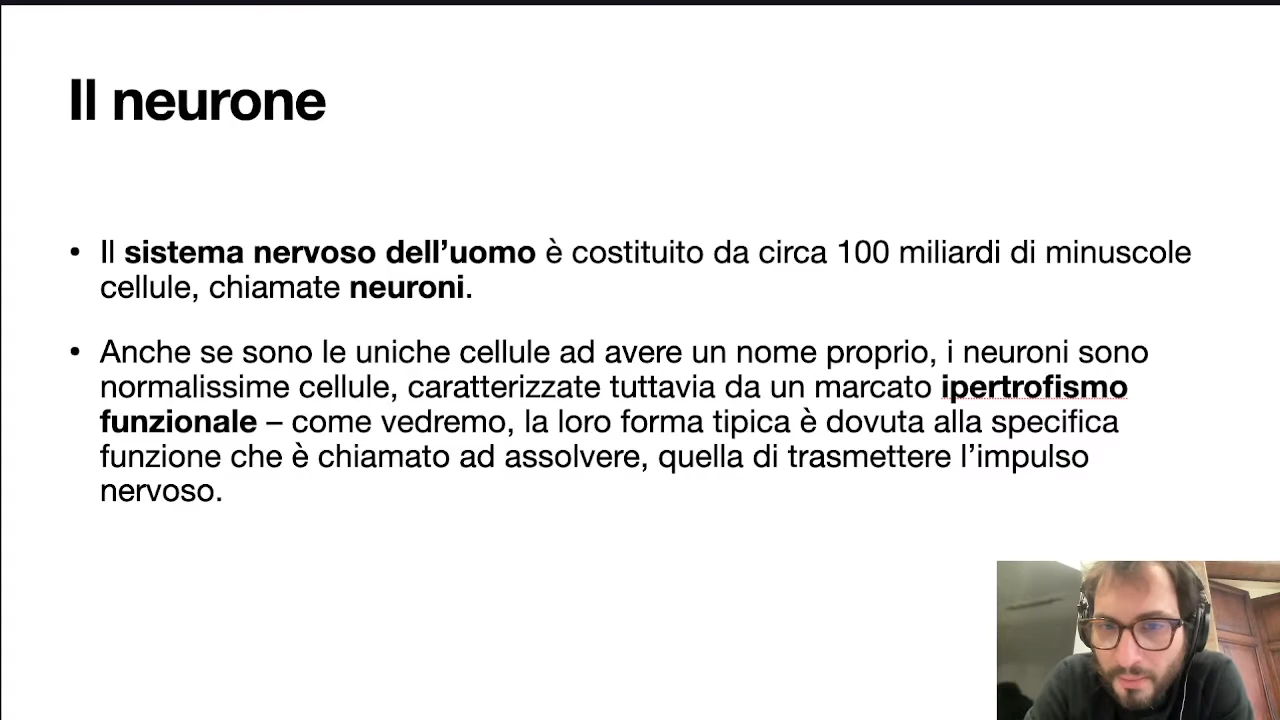 Il neurone
• Il sistema nervoso dell’uomo è costituito da circa 100 miliardi di minuscole
cellule, chiamate neuroni.
• Anche se sono le uniche cellule ad avere un nome proprio, i neuroni sono
normalissime cellule, caratterizzate tuttavia da un marcato ipertrofismo
funzionale – come vedremo, la loro forma tipica è dovuta alla specifica
funzione che è chiamato ad assolvere, quella di trasmettere l’impulso
nervoso.